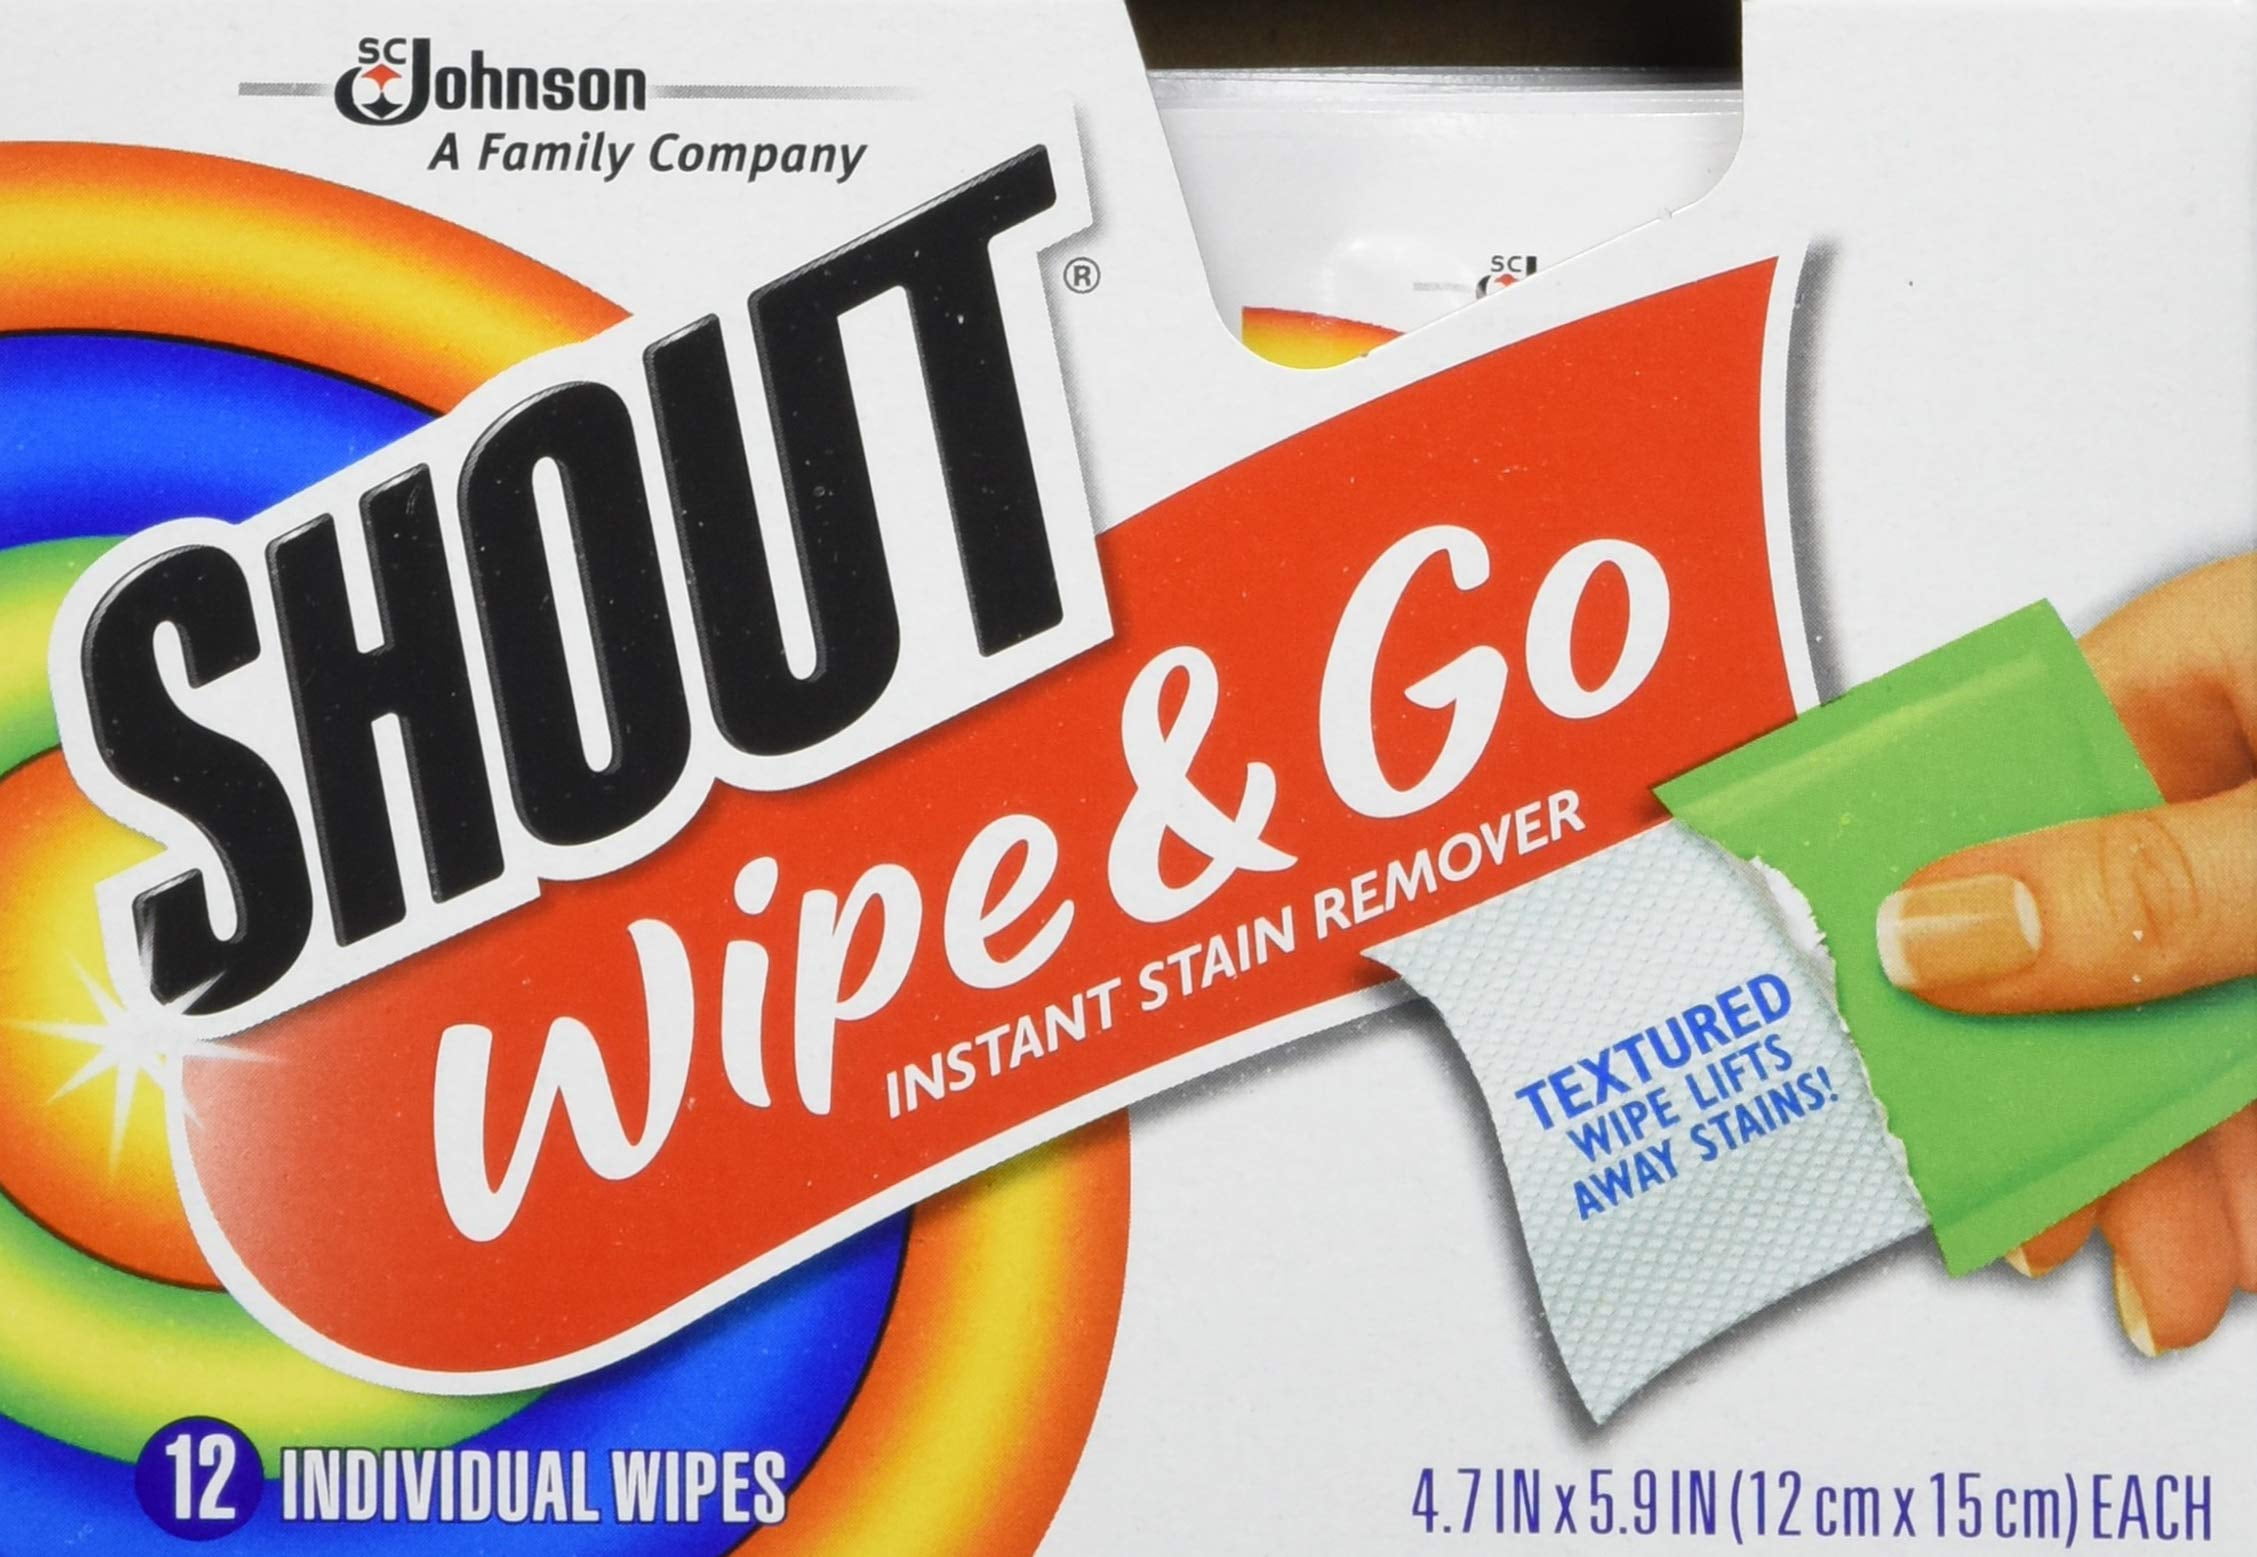 SC Johnson
A Family Company
SHOUT®
Wipe & Go
INSTANT STAIN REMOVER
SCJ
TEXTURED
WIPE LIFTS
AWAY STAINS!
12 INDIVIDUAL WIPES
4.7 IN x 5.9 IN (12 cm x 15 cm) EACH